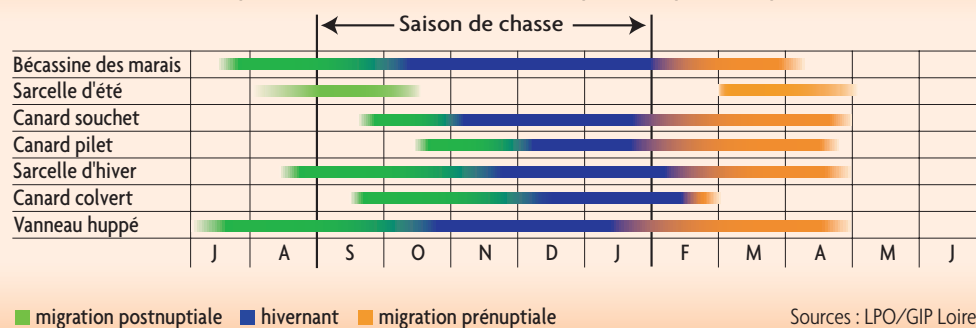 Saison de chasse
Bécassine des marais
Sarcelle d'été
Canard souchet
Canard pilet
Sarcelle d'hiver
Canard colvert
Vanneau huppé
J A S O N D J F M A M J
migration postnuptiale hivernant migration prénuptiale
Sources : LPO/GIP Loire